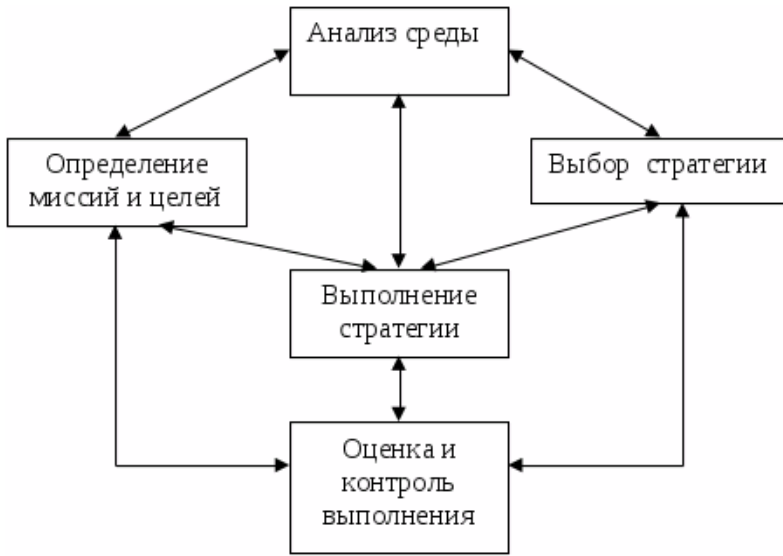 Анализ среды
Определение
миссий и целей
Выбор стратегии
Выполнение
стратегии
Оценка и
контроль
выполнения